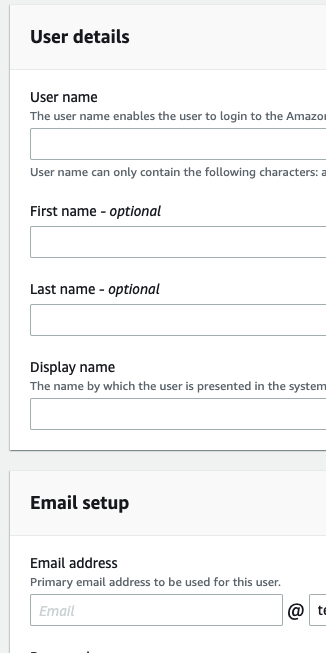 User details
User name
The user name enables the user to login to the Amazon
User name can only contain the following characters:
First name - optional
Last name - optional
Display name
The name by which the user is presented in the system
Email setup
Email address
Primary email address to be used for this user.
Email @